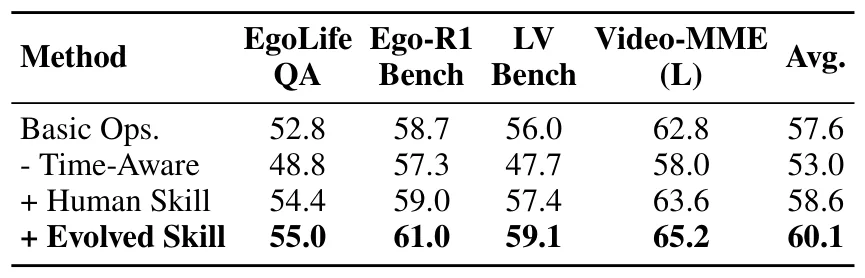 Method EgoLife QA Ego-R1 Bench LV Bench Video-MME (L) Avg.
Basic Ops. 52.8 58.7 56.0 62.8 57.6
- Time-Aware 48.8 57.3 47.7 58.0 53.0
+ Human Skill 54.4 59.0 57.4 63.6 58.6
+ Evolved Skill 55.0 61.0 59.1 65.2 60.1